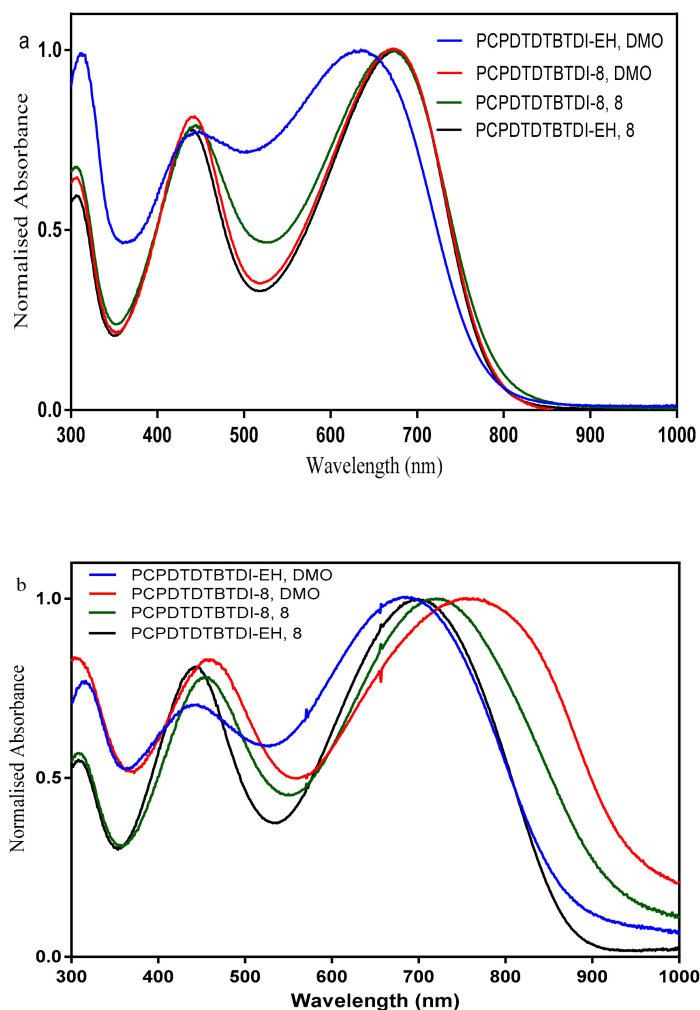 a
PCPDTDTBTDI-EH, DMO
PCPDTDTBTDI-8, DMO
PCPDTDTBTDI-8, 8
PCPDTDTBTDI-EH, 8
Normalised Absorbance
1.0
0.5
0.0
300 400 500 600 700 800 900 1000
Wavelength (nm)
b
PCPDTDTBTDI-EH, DMO
PCPDTDTBTDI-8, DMO
PCPDTDTBTDI-8, 8
PCPDTDTBTDI-EH, 8
Normalised Absorbance
1.0
0.5
0.0
300 400 500 600 700 800 900 1000
Wavelength (nm)